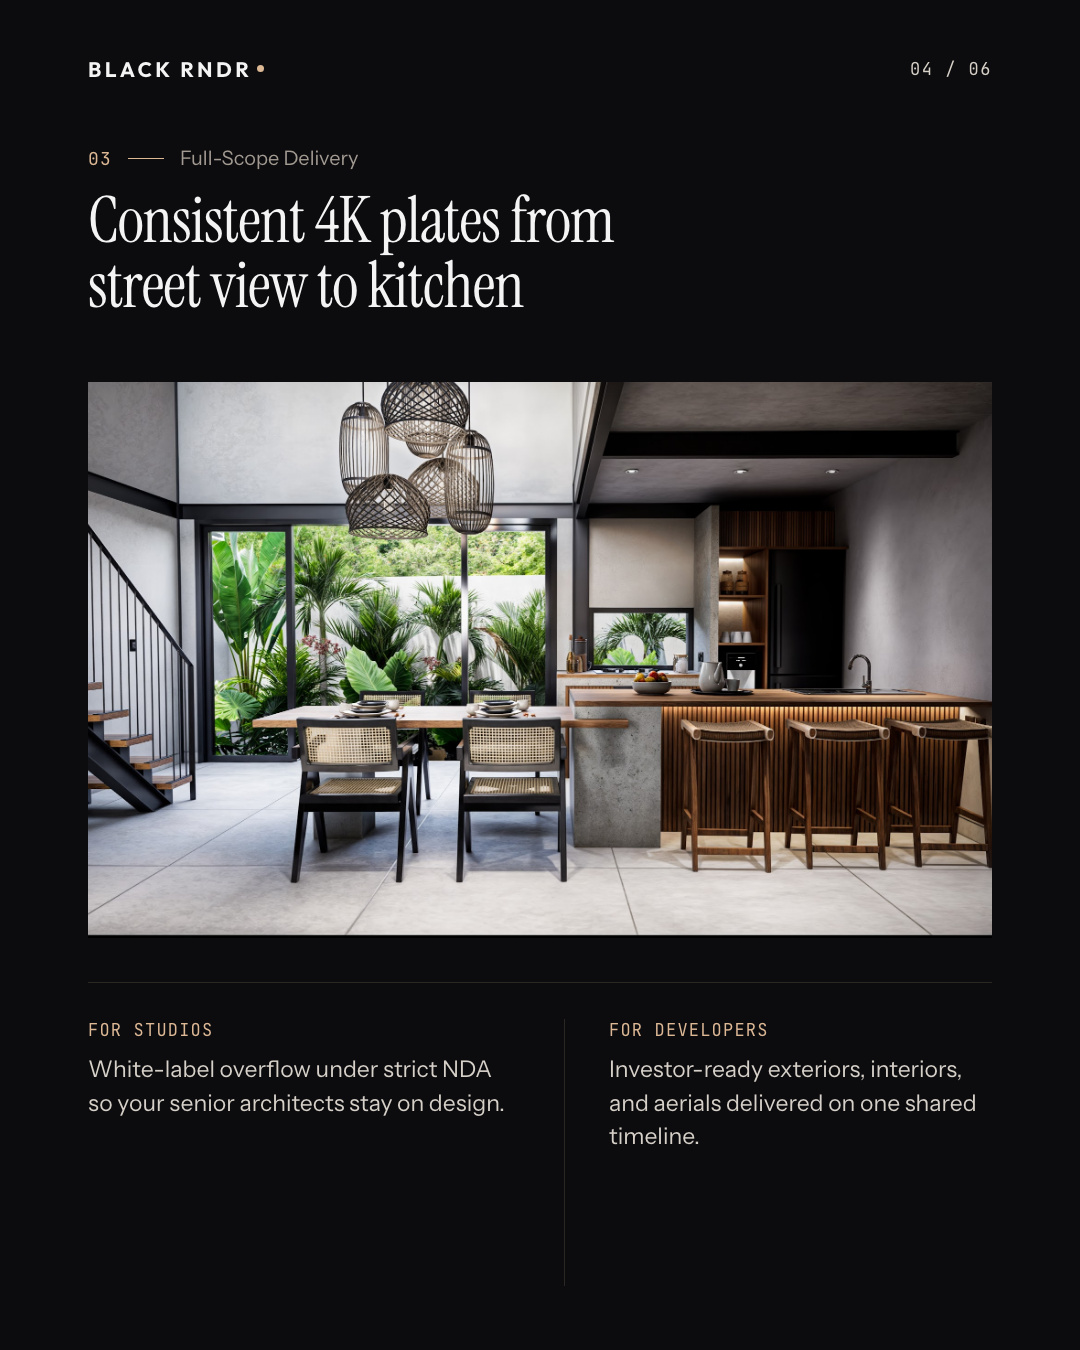 BLACK RNDR
04 / 06
03 — Full-Scope Delivery
Consistent 4K plates from
street view to kitchen
FOR STUDIOS
White-label overflow under strict NDA
so your senior architects stay on design.
FOR DEVELOPERS
Investor-ready exteriors, interiors,
and aerials delivered on one shared
timeline.